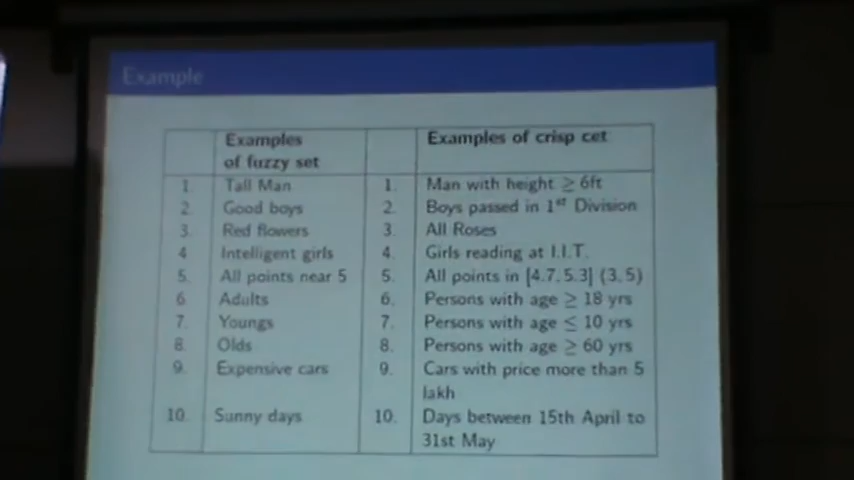 Example
Examples of fuzzy set
Examples of crisp cet
1. Tall Man 1. Man with height ≥ 6ft
2. Good boys 2. Boys passed in 1st Division
3. Red flowers 3. All Roses
4 Intelligent girls 4. Girls reading at I.I.T.
5. All points near 5 5. All points in [4.7, 5.3] (3, 5)
6. Adults 6. Persons with age ≥ 18 yrs
7. Youngs 7. Persons with age ≤ 10 yrs
8. Olds 8. Persons with age ≥ 60 yrs
9. Expensive cars 9. Cars with price more than 5
lakh
10. Sunny days 10. Days between 15th April to
31st May